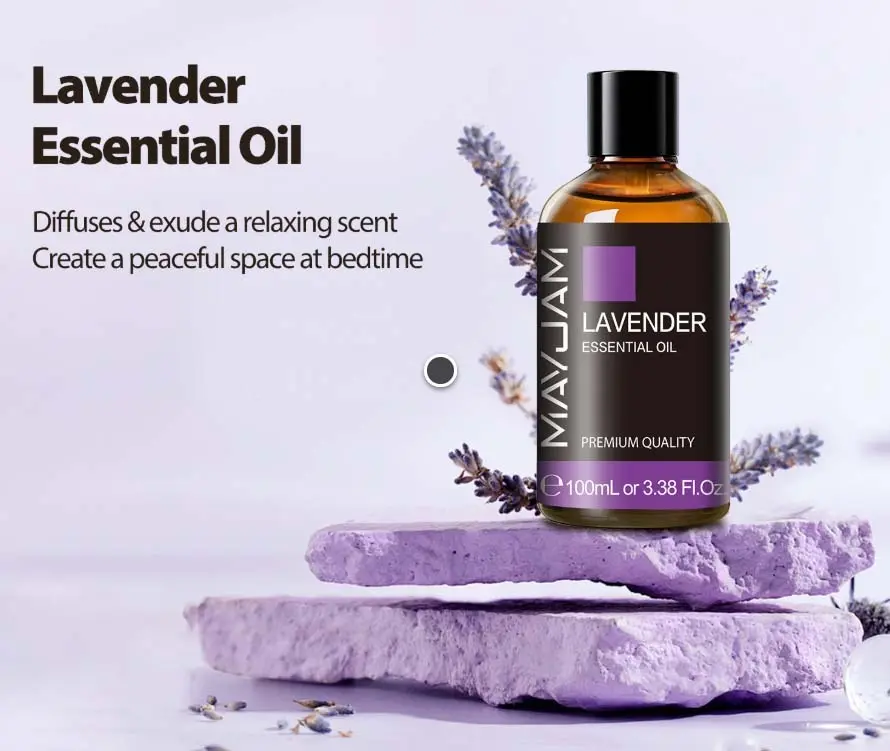 Lavender
Essential Oil
Diffuses & exude a relaxing scent
Create a peaceful space at bedtime
MAYJAM
LAVENDER
ESSENTIAL OIL
PREMIUM QUALITY
℮100mL or 3.38 Fl.Oz.